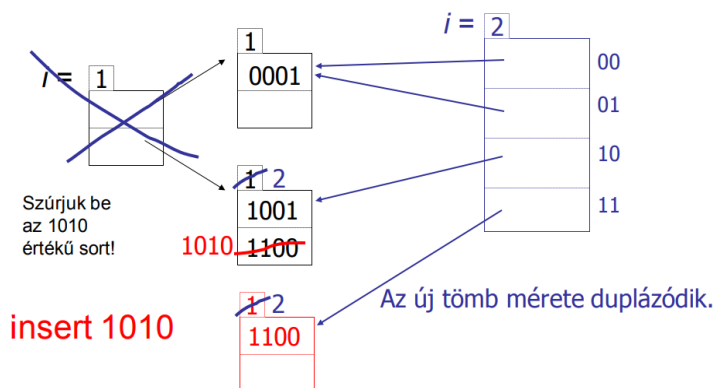 i = 1
1
0001
i = 2
00
01
10
11
1 2
1001
1010 1100
Szúrjuk be
az 1010
értékű sort!
insert 1010
1 2
1100
Az új tömb mérete duplázódik.